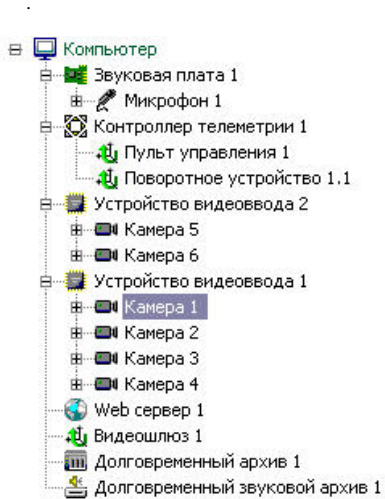 Компьютер
Звуковая плата 1
Микрофон 1
Контроллер телеметрии 1
Пульт управления 1
Поворотное устройство 1.1
Устройство видеоввода 2
Камера 5
Камера 6
Устройство видеоввода 1
Камера 1
Камера 2
Камера 3
Камера 4
Web сервер 1
Видеошлюз 1
Долговременный архив 1
Долговременный звуковой архив 1